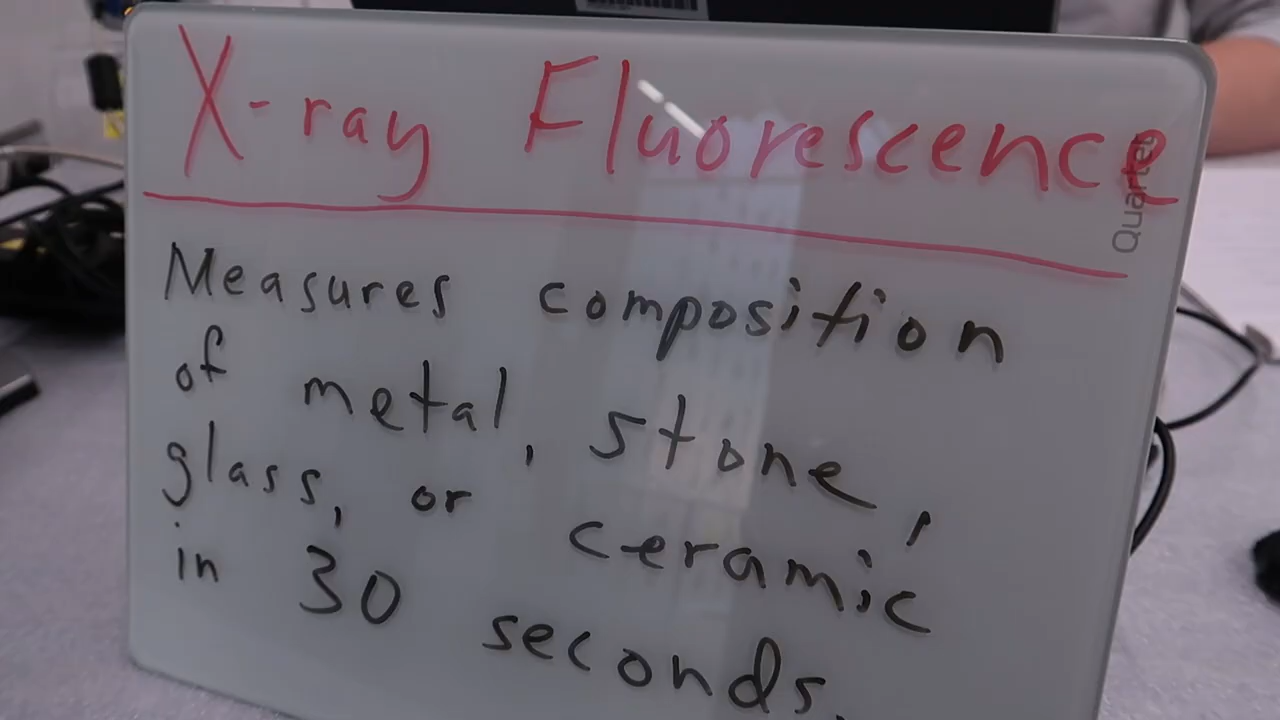 X-ray Fluorescence
Quartet
Measures composition
of metal, stone,
glass, or ceramic
in 30 seconds.